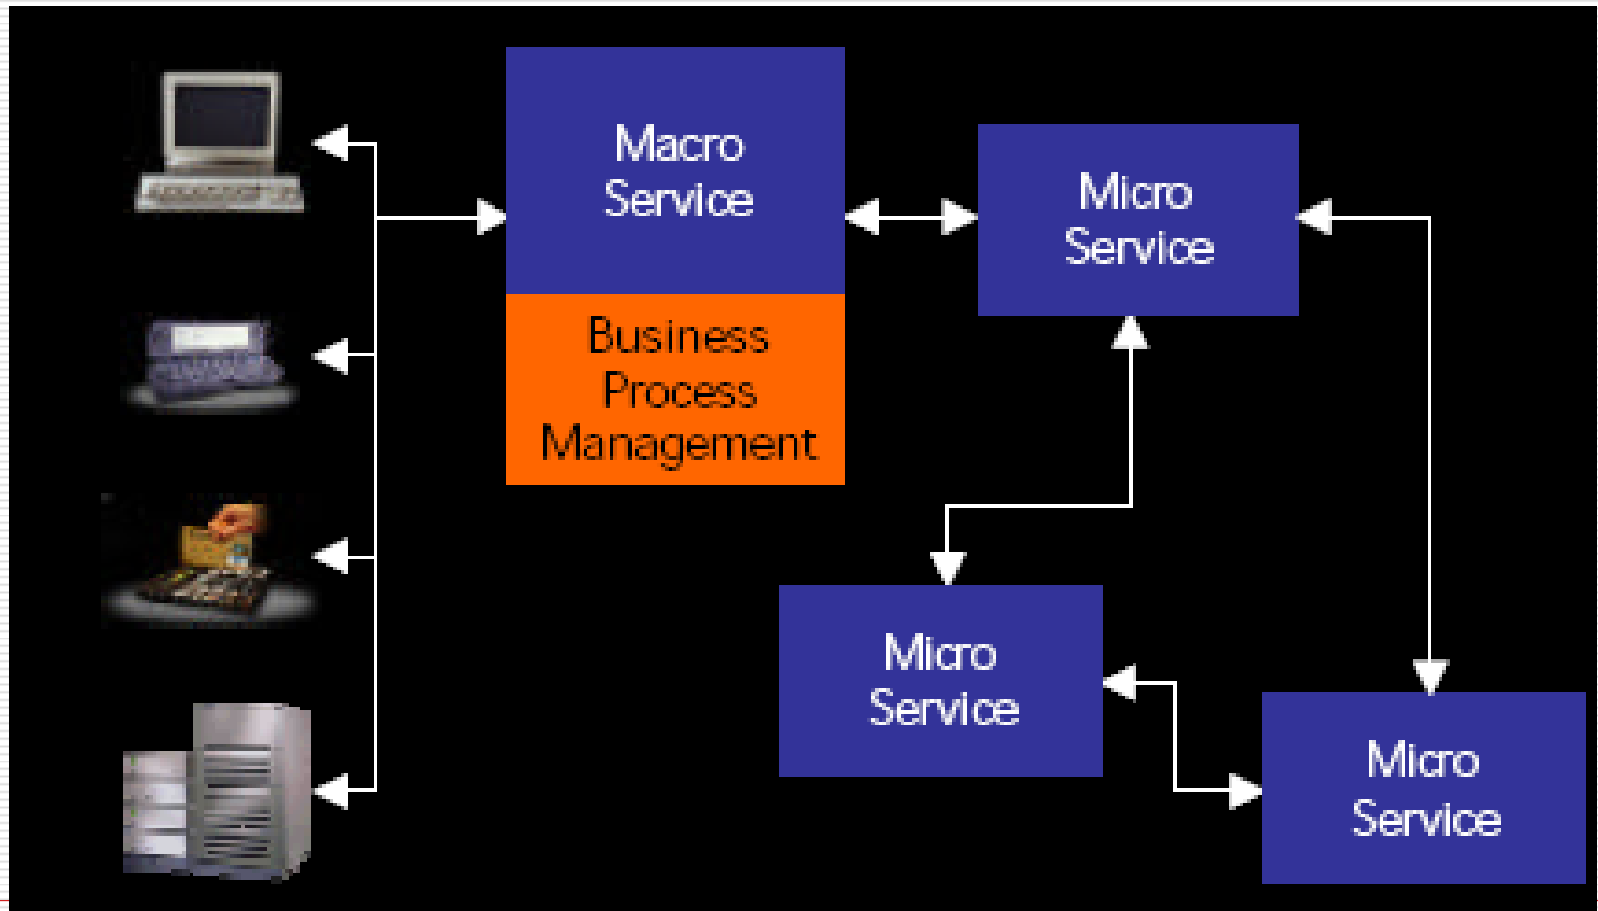 Macro
Service
Business
Process
Management
Micro
Service
Micro
Service
Micro
Service